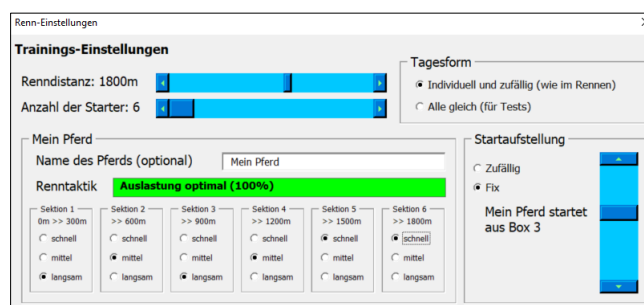 Renn-Einstellungen
Trainings-Einstellungen
Renndistanz: 1800m
Anzahl der Starter: 6
Tagesform
Individuell und zufällig (wie im Rennen)
Alle gleich (für Tests)
Mein Pferd
Name des Pferds (optional) Mein Pferd
Renntaktik Auslastung optimal (100%)
Sektion 1
0m >> 300m
schnell
mittel
langsam
Sektion 2
>> 600m
schnell
mittel
langsam
Sektion 3
>> 900m
schnell
mittel
langsam
Sektion 4
>> 1200m
schnell
mittel
langsam
Sektion 5
>> 1500m
schnell
mittel
langsam
Sektion 6
>> 1800m
schnell
mittel
langsam
Startaufstellung
Zufällig
Fix
Mein Pferd startet
aus Box 3